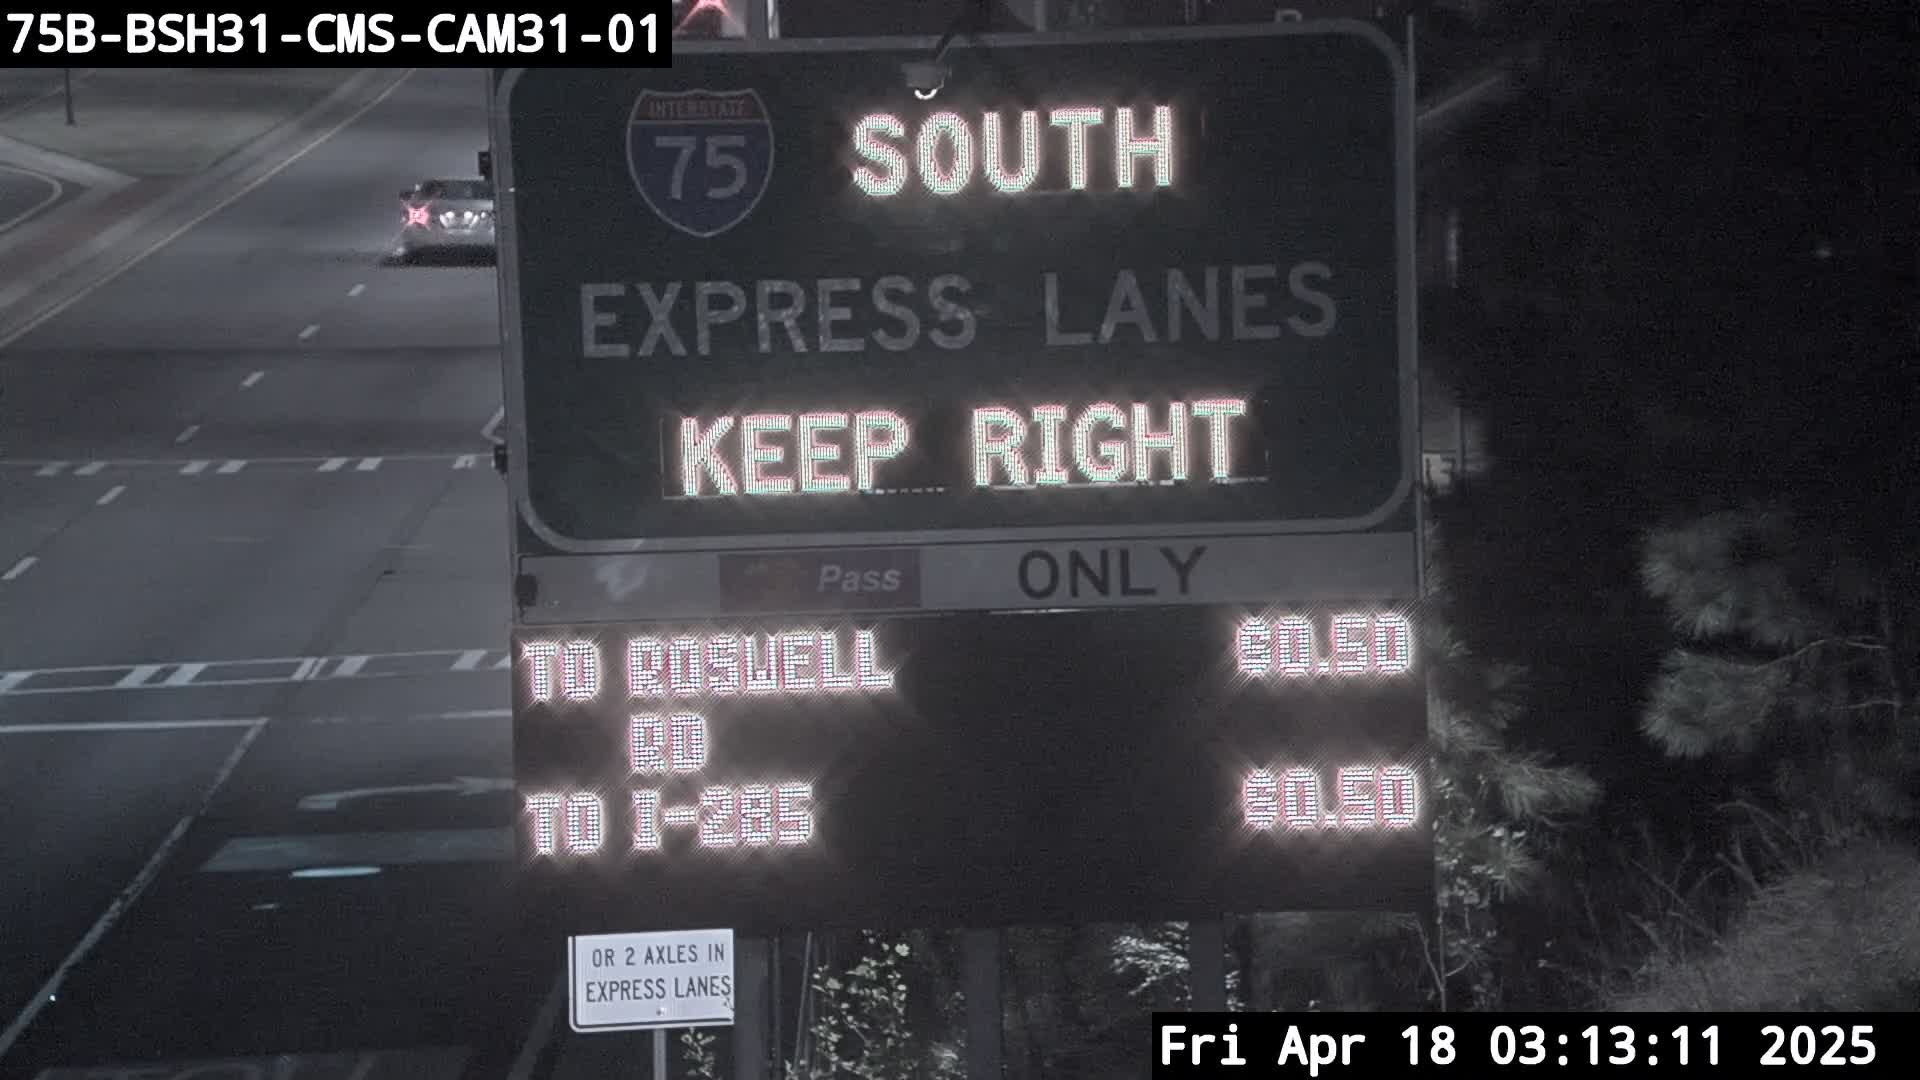 75B-BSH31-CMS-CAM31-01
INTERSTATE
75
SOUTH
EXPRESS LANES
KEEP RIGHT
Pass ONLY
TO ROSWELL $0.50
RD
TO I-285 $0.50
OR 2 AXLES IN
EXPRESS LANES
Fri Apr 18 03:13:11 2025